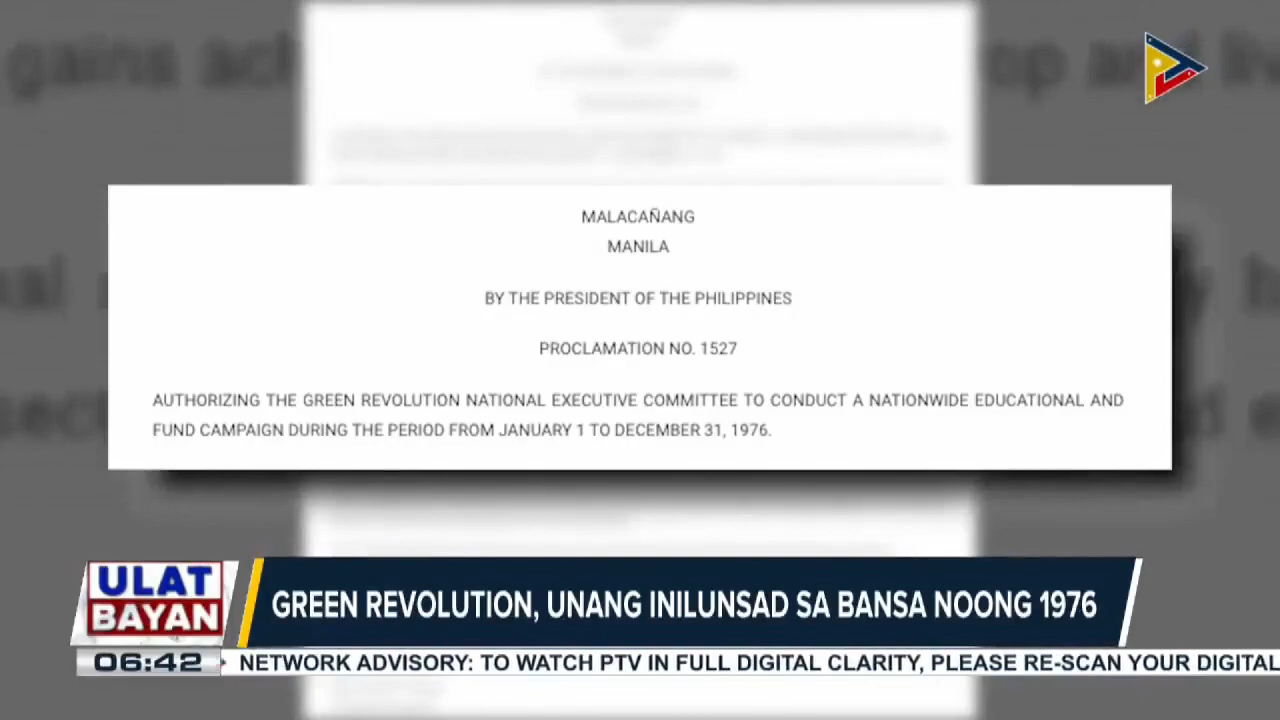 gains
MALACAÑANG
MANILA
BY THE PRESIDENT OF THE PHILIPPINES
PROCLAMATION NO. 1527
AUTHORIZING THE GREEN REVOLUTION NATIONAL EXECUTIVE COMMITTEE TO CONDUCT A NATIONWIDE EDUCATIONAL AND
FUND CAMPAIGN DURING THE PERIOD FROM JANUARY 1 TO DECEMBER 31, 1976.
ULAT
BAYAN
GREEN REVOLUTION, UNANG INILUNSAD SA BANSA NOONG 1976
06:42
NETWORK ADVISORY: TO WATCH PTV IN FULL DIGITAL CLARITY, PLEASE RE-SCAN YOUR DIGITAL